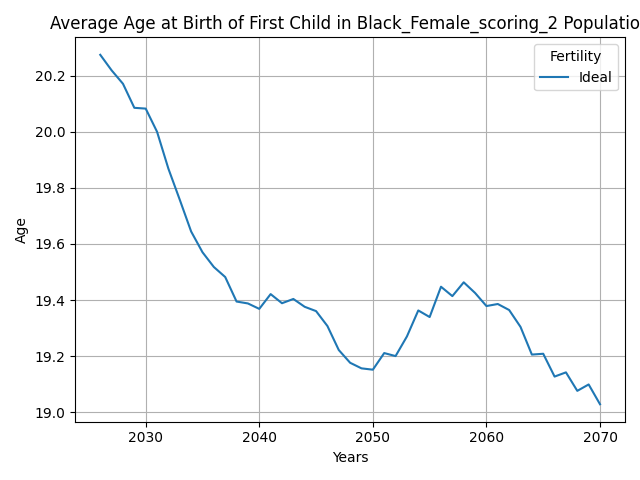 Average Age at Birth of First Child in Black_Female_scoring_2 Populatio
Fertility
Ideal
Age
20.2
20.0
19.8
19.6
19.4
19.2
19.0
2030 2040 2050 2060 2070
Years